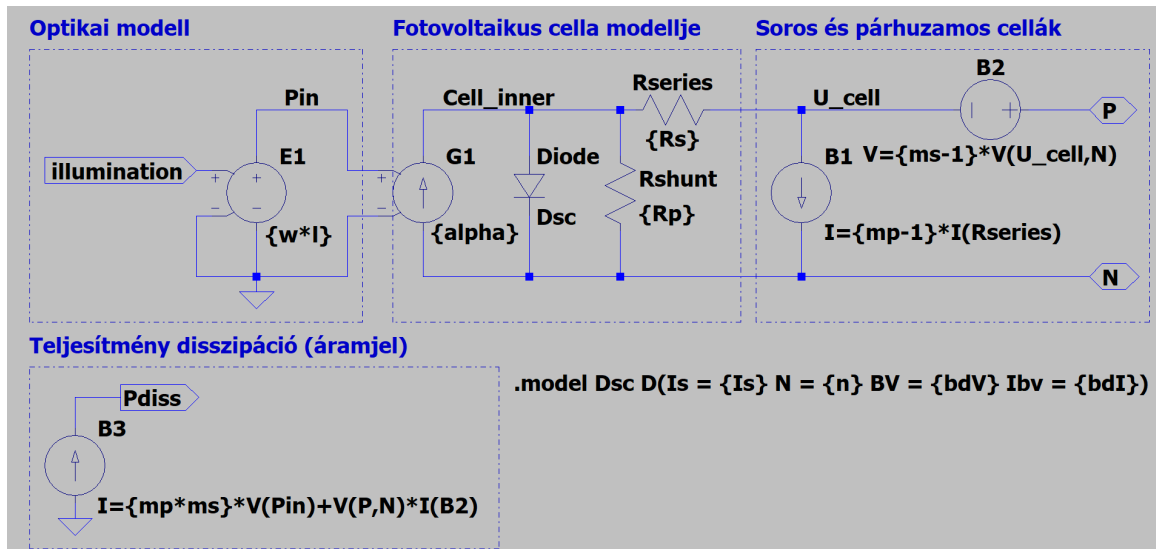 Optikai modell
Fotovoltaikus cella modellje
Soros és párhuzamos cellák
Pin
illumination
E1
+
−
+
−
{w*l}
Cell_inner
G1
+
−
{alpha}
Diode
Dsc
Rseries
{Rs}
Rshunt
{Rp}
U_cell
B2
− +
P
V={ms-1}*V(U_cell,N)
B1
I={mp-1}*I(Rseries)
N
Teljesítmény disszipáció (áramjel)
Pdiss
B3
I={mp*ms}*V(Pin)+V(P,N)*I(B2)
.model Dsc D(Is = {Is} N = {n} BV = {bdV} Ibv = {bdI})